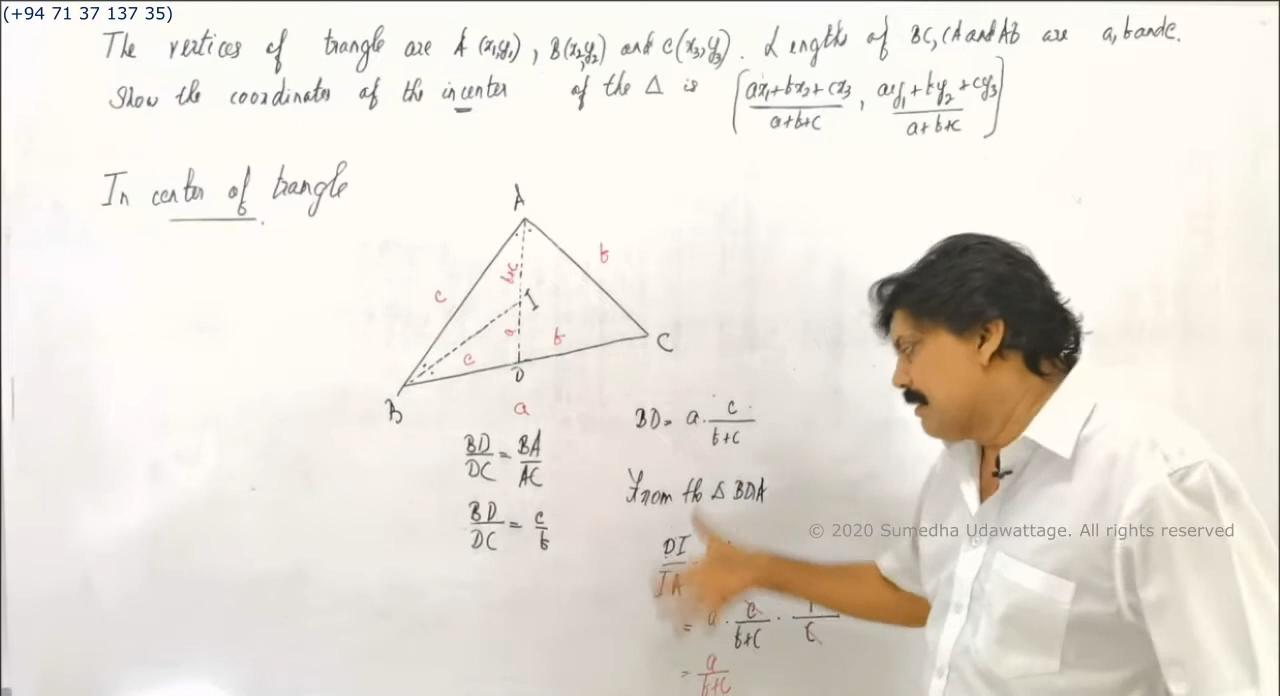 (+94 71 37 137 35)
The vertices of trangle are A (x₁,y₁), B(x₂,y₂) and C(x₃,y₃). Lengths of BC, CA and AB are a, b and c.
Show the coordinates of the incenter of the Δ is [(ax₁+bx₂+cx₃)/(a+b+c), (ay₁+by₂+cy₃)/(a+b+c)]
In center of trangle
A
b
c
b+c
I
a
b
c
C
D
B
a
BD/DC = BA/AC
BD/DC = c/b
BD = a · c/(b+c)
From the Δ BDA
© 2020 Sumedha Udawattage. All rights reserved
DI/IA
= a · c/(b+c) · 1/c
= a/(b+c)